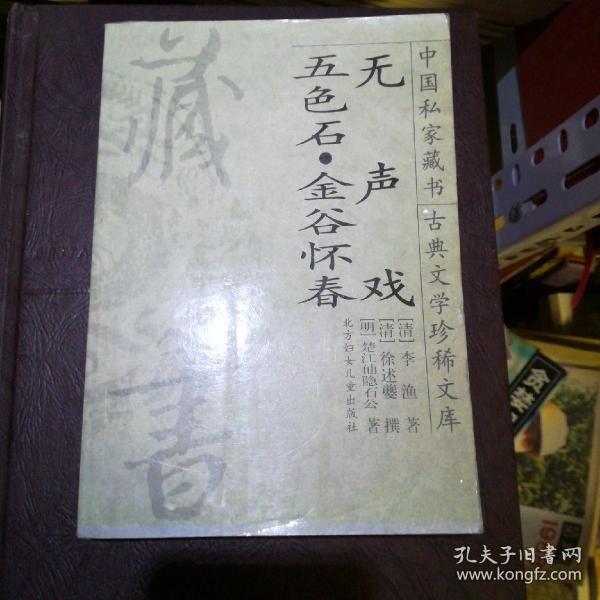 中国私家藏书 古典文学珍稀文库
无声戏
五色石·金谷怀春
[清] 李渔 著
[清] 徐述夔 撰
[明] 楚江仙隐石公 著
北方妇女儿童出版社
藏
書
孔夫子旧书网
www.kongfz.com